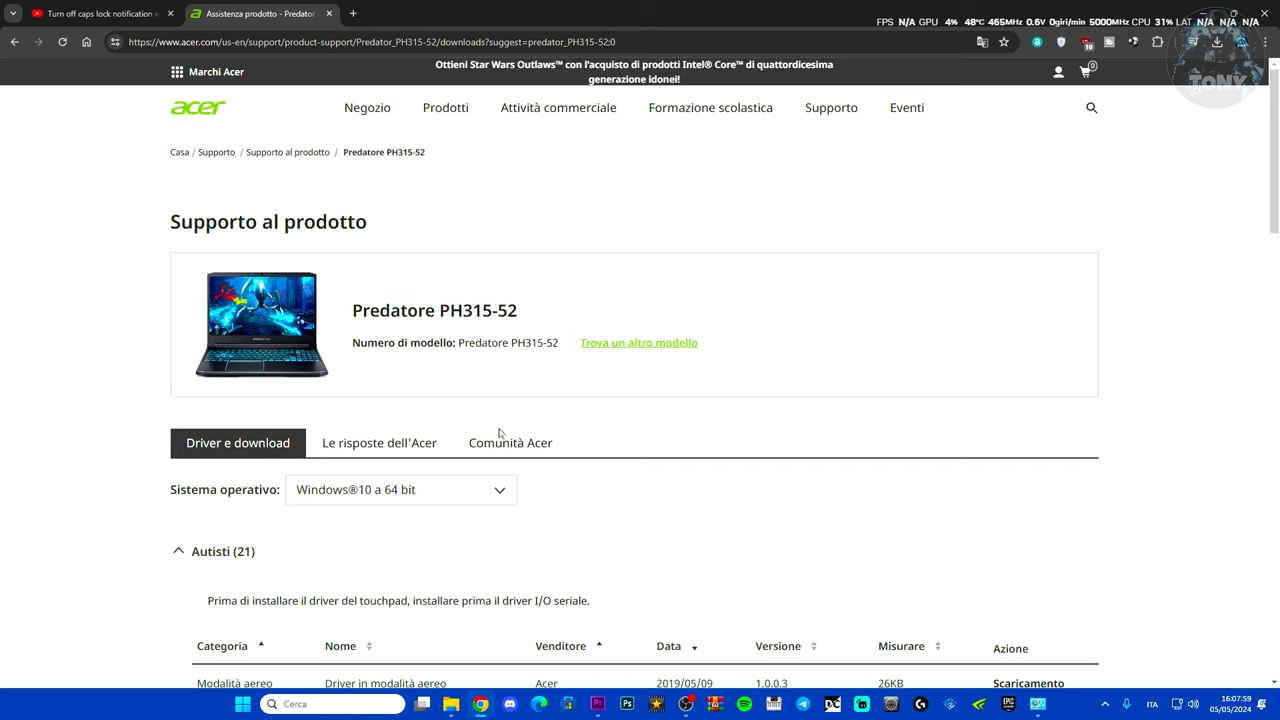 Turn off caps lock notification w
Assistenza prodotto - Predator
FPS N/A GPU 4% 48°C 465MHz 0.6V 0giri/min 5000MHz CPU 31% LAT N/A N/A N/A
https://www.acer.com/us-en/support/product-support/Predator_PH315-52/downloads?suggest=predator_PH315-52;0
10
TONY
Marchi Acer
Ottieni Star Wars Outlaws™ con l'acquisto di prodotti Intel® Core™ di quattordicesima
generazione idonei!
0
acer
Negozio
Prodotti
Attività commerciale
Formazione scolastica
Supporto
Eventi
Casa / Supporto / Supporto al prodotto / Predatore PH315-52
Supporto al prodotto
Predatore PH315-52
Numero di modello: Predatore PH315-52
Trova un altro modello
Driver e download
Le risposte dell'Acer
Comunità Acer
Sistema operativo:
Windows®10 a 64 bit
Autisti (21)
Prima di installare il driver del touchpad, installare prima il driver I/O seriale.
Categoria
Nome
Venditore
Data
Versione
Misurare
Azione
Modalità aereo
Driver in modalità aereo
Acer
2019/05/09
1.0.0.3
26KB
Scaricamento
Cerca
ITA
16:07:59
05/05/2024